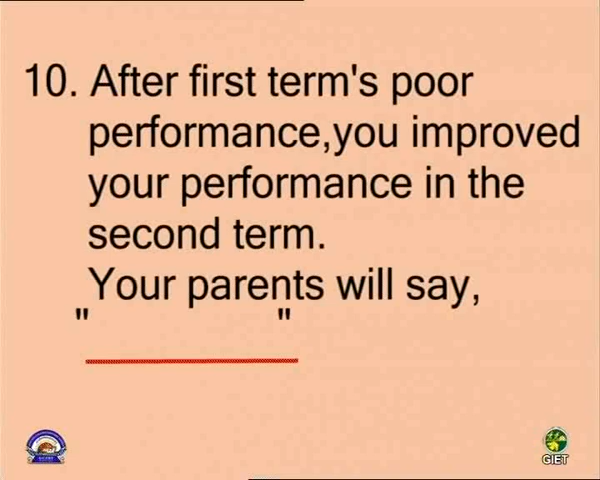 10. After first term's poor
performance,you improved
your performance in the
second term.
Your parents will say,
" "
GIET